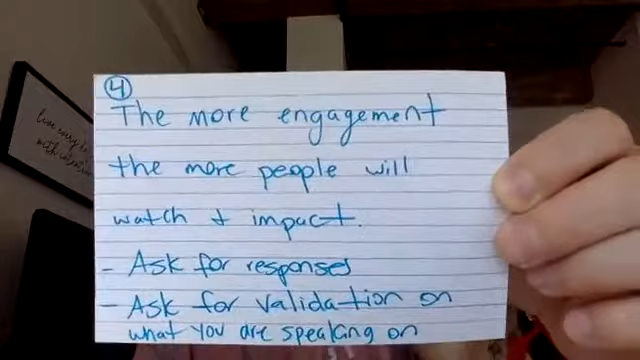 ④
The more engagement
the more people will
watch & impact.
- Ask for responses
- Ask for validation on
what you are speaking on